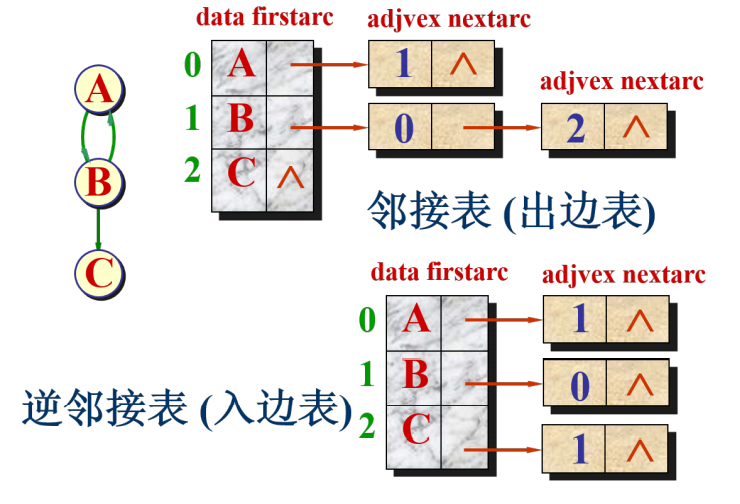 data firstarc
adjvex nextarc
0 A 1 ∧
adjvex nextarc
1 B 0 2 ∧
2 C ∧
A
B
C
邻接表 (出边表)
data firstarc
adjvex nextarc
0 A 1 ∧
1 B 0 ∧
2 C 1 ∧
逆邻接表 (入边表)